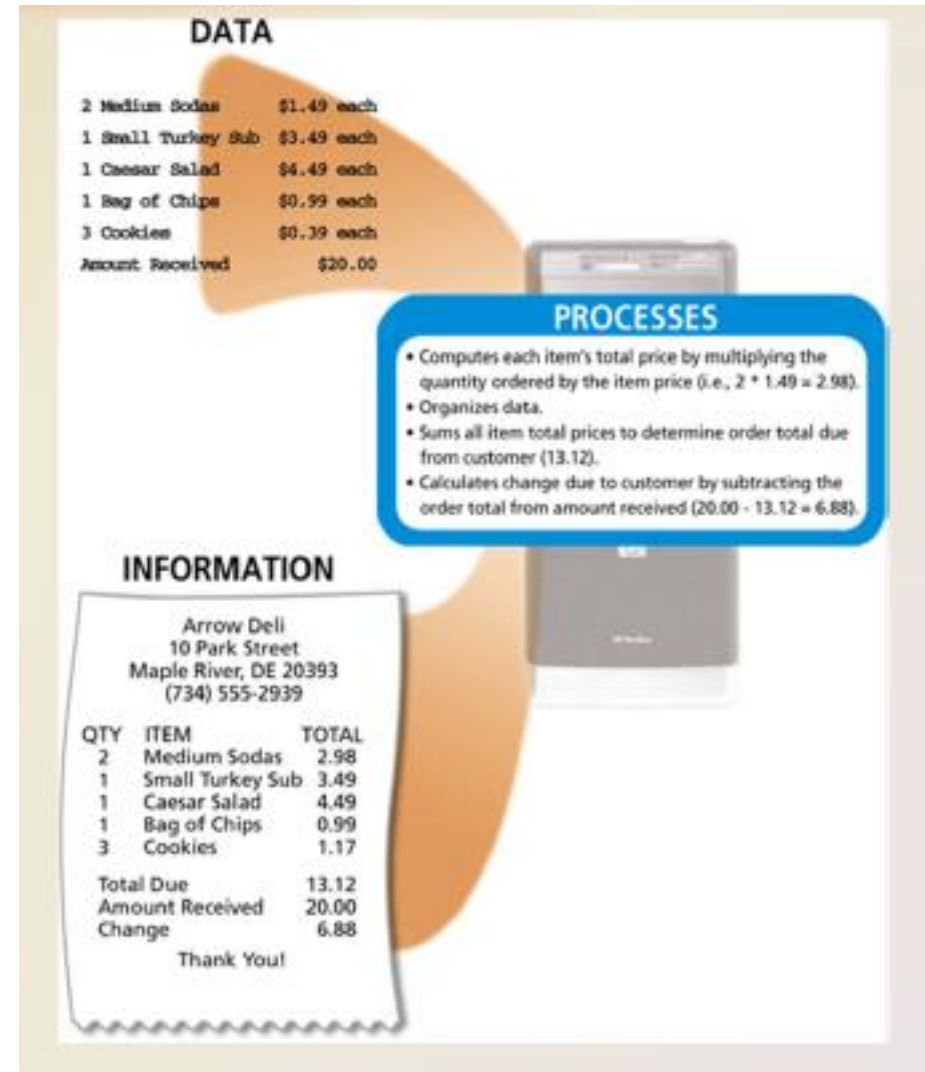 DATA
2 Medium Sodas $1.49 each
1 Small Turkey Sub $3.49 each
1 Caesar Salad $4.49 each
1 Bag of Chips $0.99 each
3 Cookies $0.39 each
Amount Received $20.00
PROCESSES
• Computes each item's total price by multiplying the
quantity ordered by the item price (i.e., 2 * 1.49 = 2.98).
• Organizes data.
• Sums all item total prices to determine order total due
from customer (13.12).
• Calculates change due to customer by subtracting the
order total from amount received (20.00 - 13.12 = 6.88).
INFORMATION
Arrow Deli
10 Park Street
Maple River, DE 20393
(734) 555-2939
QTY ITEM TOTAL
2 Medium Sodas 2.98
1 Small Turkey Sub 3.49
1 Caesar Salad 4.49
1 Bag of Chips 0.99
3 Cookies 1.17
Total Due 13.12
Amount Received 20.00
Change 6.88
Thank You!